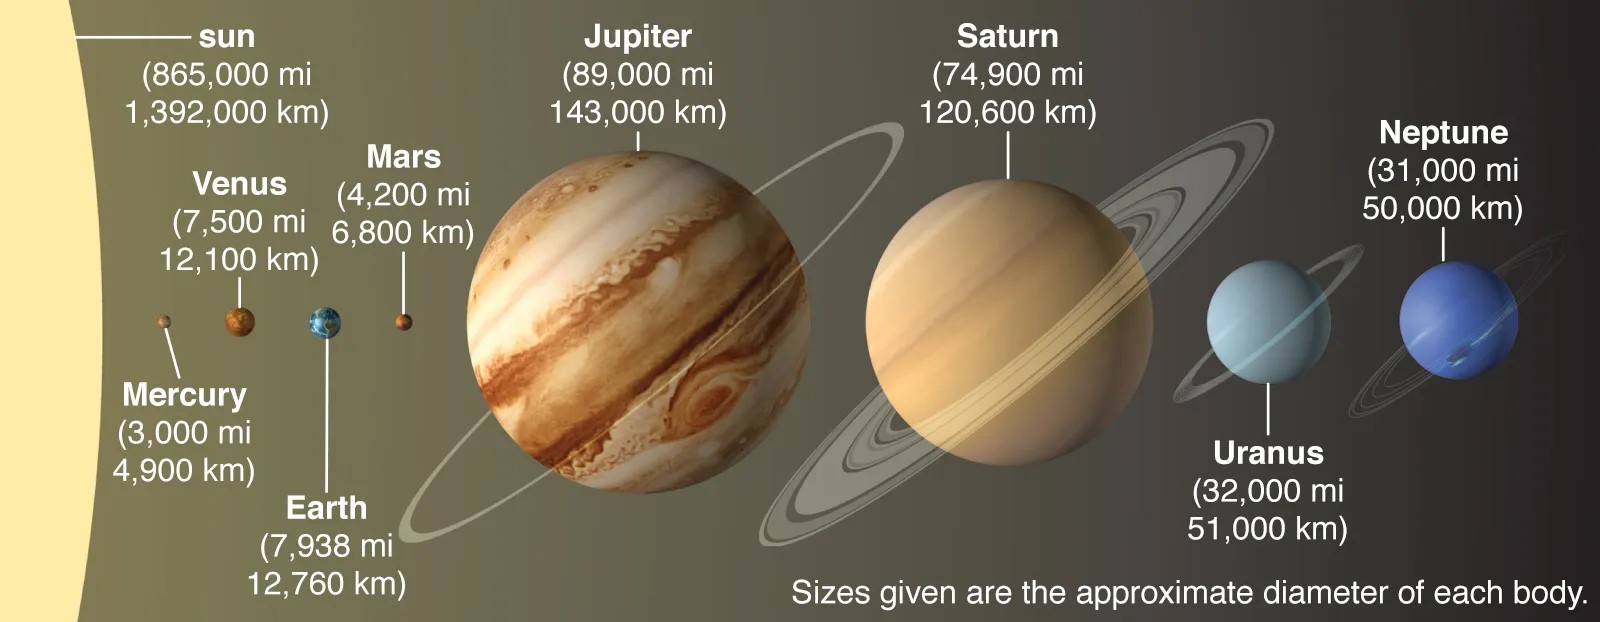 sun
(865,000 mi
1,392,000 km)
Venus
(7,500 mi
12,100 km)
Mars
(4,200 mi
6,800 km)
Mercury
(3,000 mi
4,900 km)
Earth
(7,938 mi
12,760 km)
Jupiter
(89,000 mi
143,000 km)
Saturn
(74,900 mi
120,600 km)
Uranus
(32,000 mi
51,000 km)
Neptune
(31,000 mi
50,000 km)
Sizes given are the approximate diameter of each body.